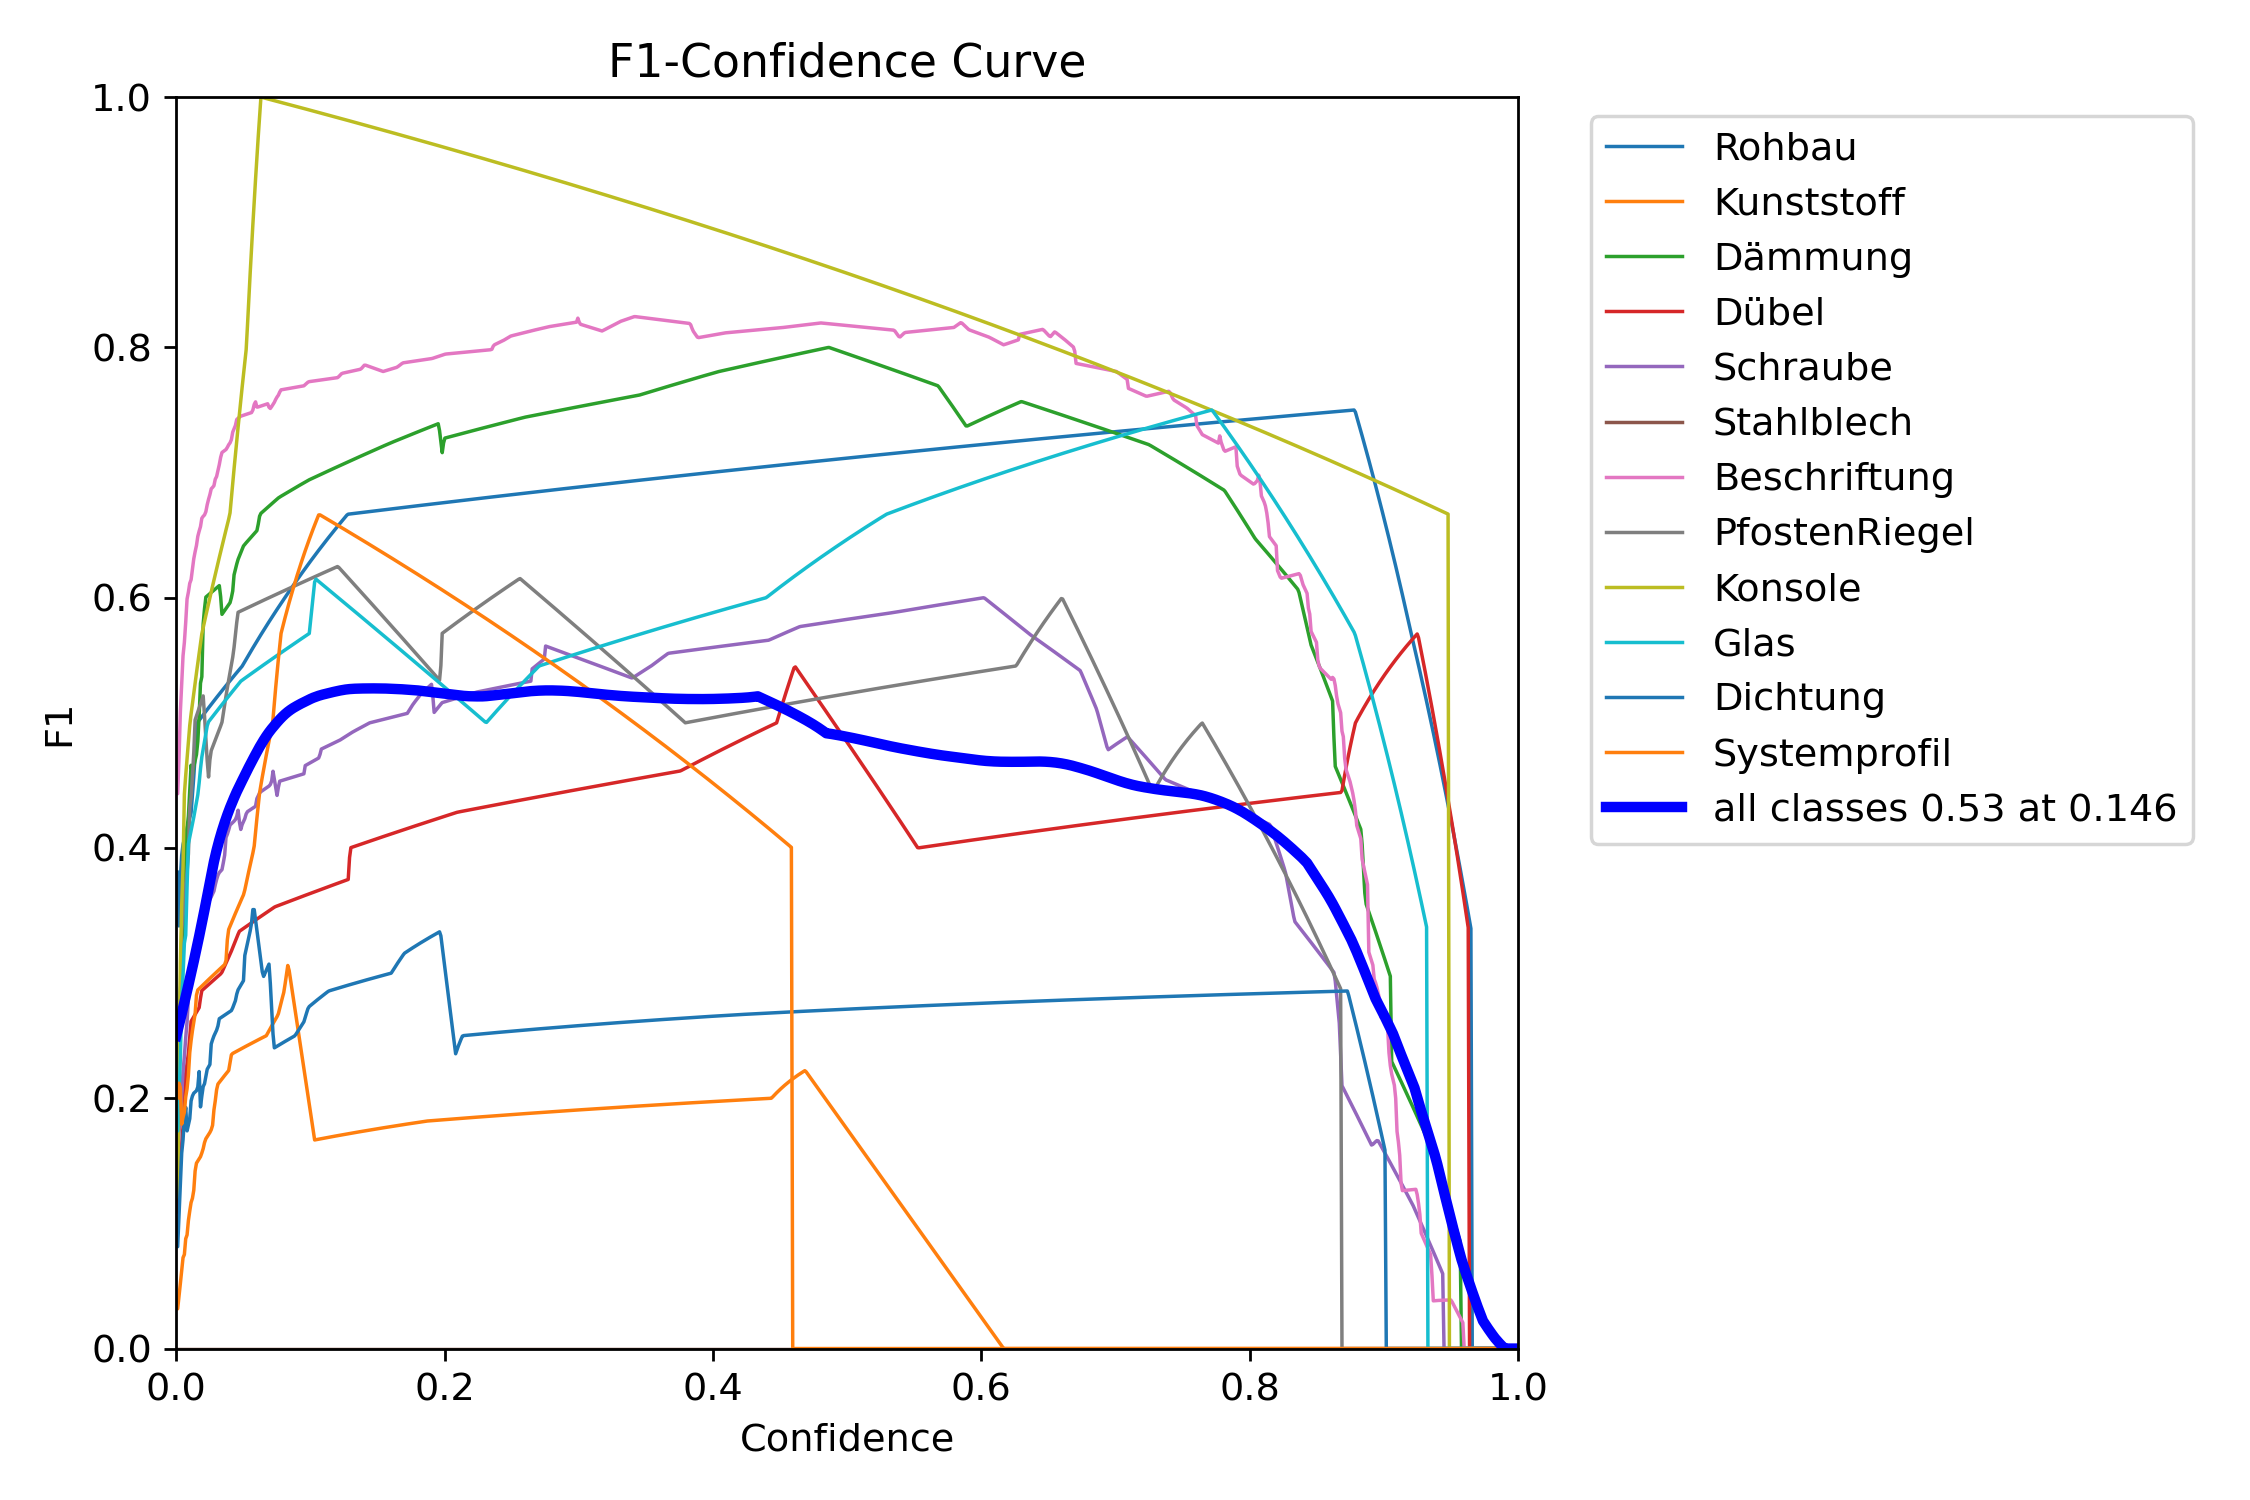 F1-Confidence Curve
1.0
0.8
0.6
0.4
0.2
0.0
F1
0.0 0.2 0.4 0.6 0.8 1.0
Confidence
Rohbau
Kunststoff
Dämmung
Dübel
Schraube
Stahlblech
Beschriftung
PfostenRiegel
Konsole
Glas
Dichtung
Systemprofil
all classes 0.53 at 0.146